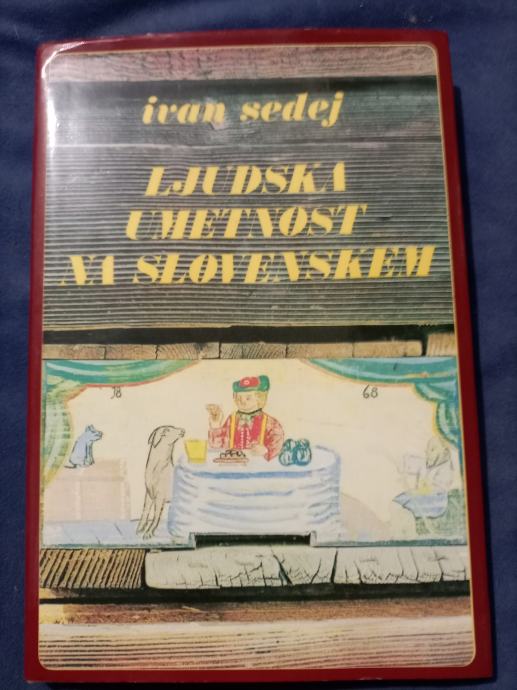 ivan sedej
LJUDSKA
UMETNOST
NA SLOVENSKEM
18 68